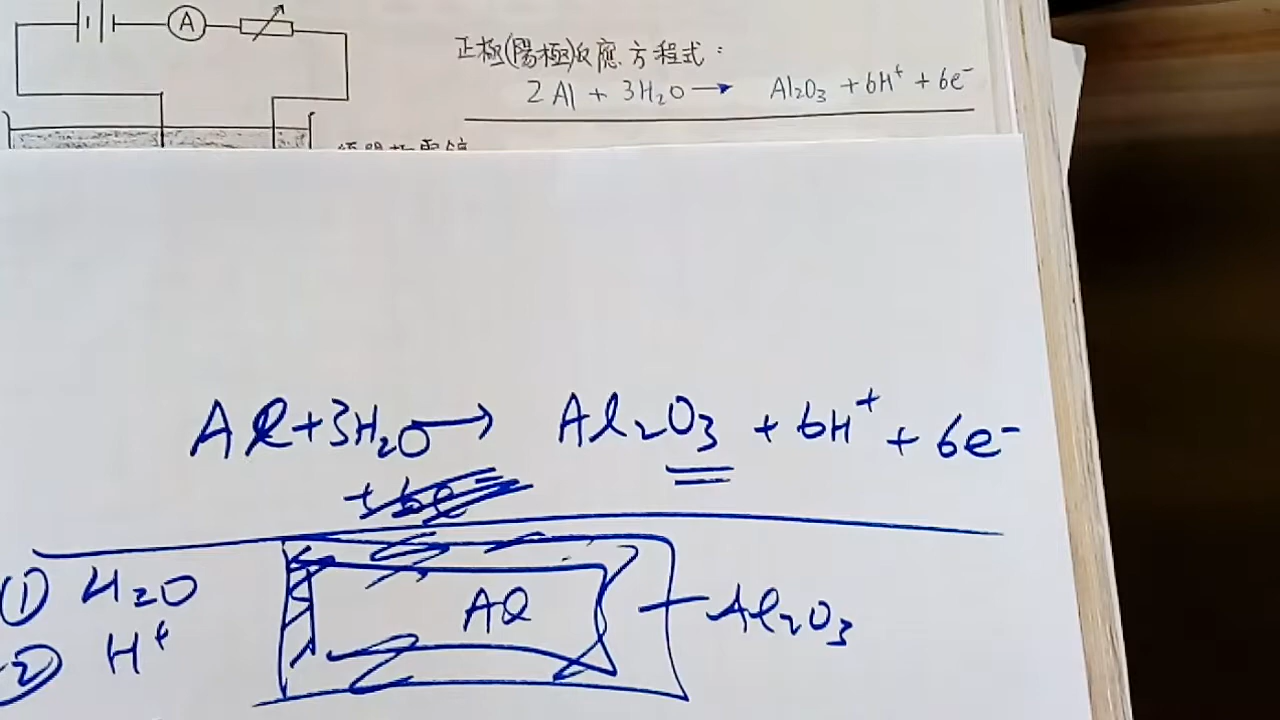 A
正極(陽極)反應方程式：
2Al + 3H₂O → Al₂O₃ + 6H⁺ + 6e⁻
Al+3H₂O → Al₂O₃ + 6H⁺ + 6e⁻
① H₂O
② H⁺
Al
Al₂O₃